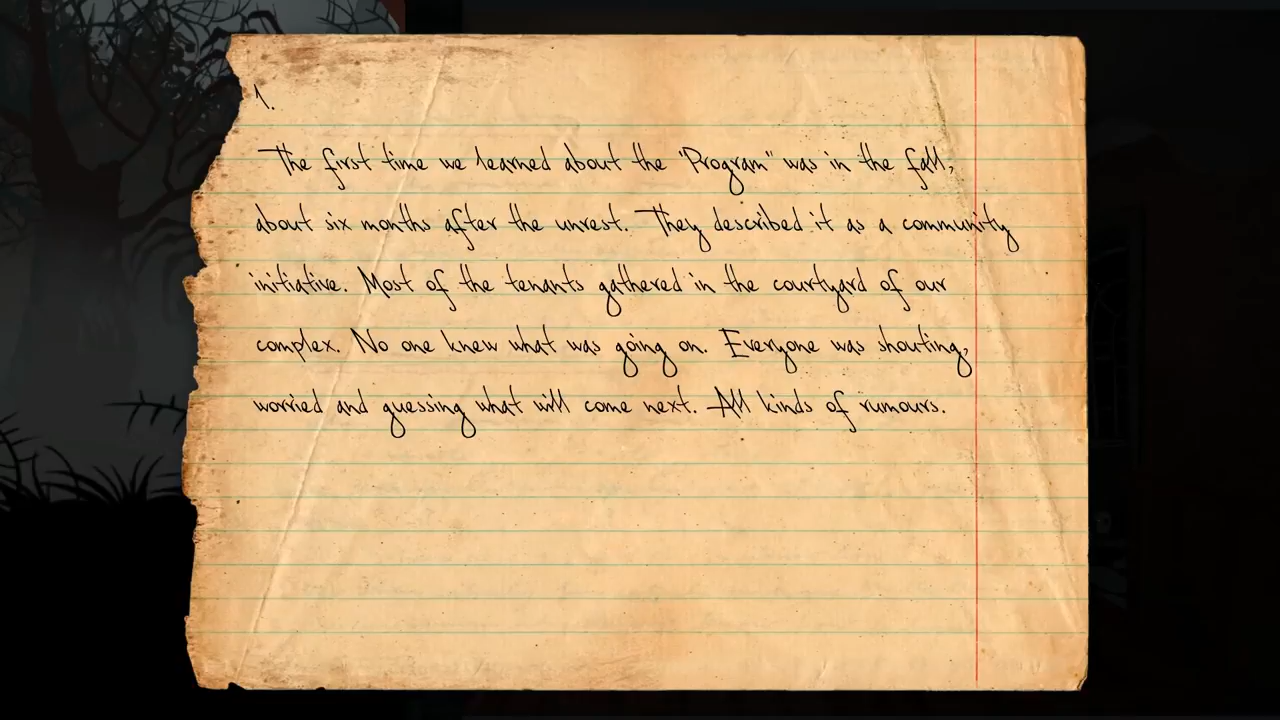 1.
The first time we learned about the "Program" was in the fall,
about six months after the unrest. They described it as a community
initiative. Most of the tenants gathered in the courtyard of our
complex. No one knew what was going on. Everyone was shouting,
worried and guessing what will come next. All kinds of rumours.